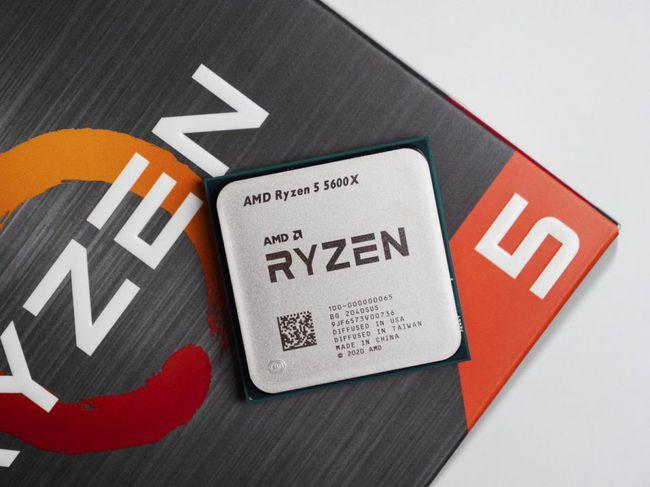 RYZEN
5
AMD Ryzen 5 5600X
AMD
RYZEN
100-000000065
BG 2040SUS
9JF6573V00736
DIFFUSED IN USA
DIFFUSED IN TAIWAN
MADE IN CHINA
© 2020 AMD